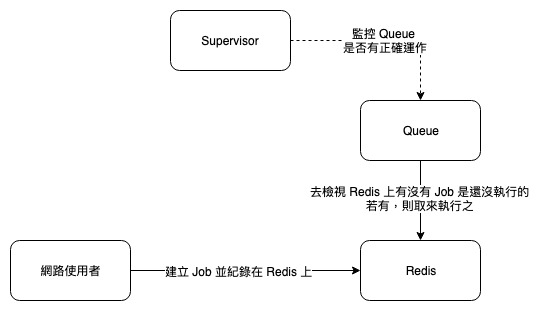 Supervisor
監控 Queue
是否有正確運作
Queue
去檢視 Redis 上有沒有 Job 是還沒執行的
若有，則取來執行之
網路使用者
建立 Job 並紀錄在 Redis 上
Redis